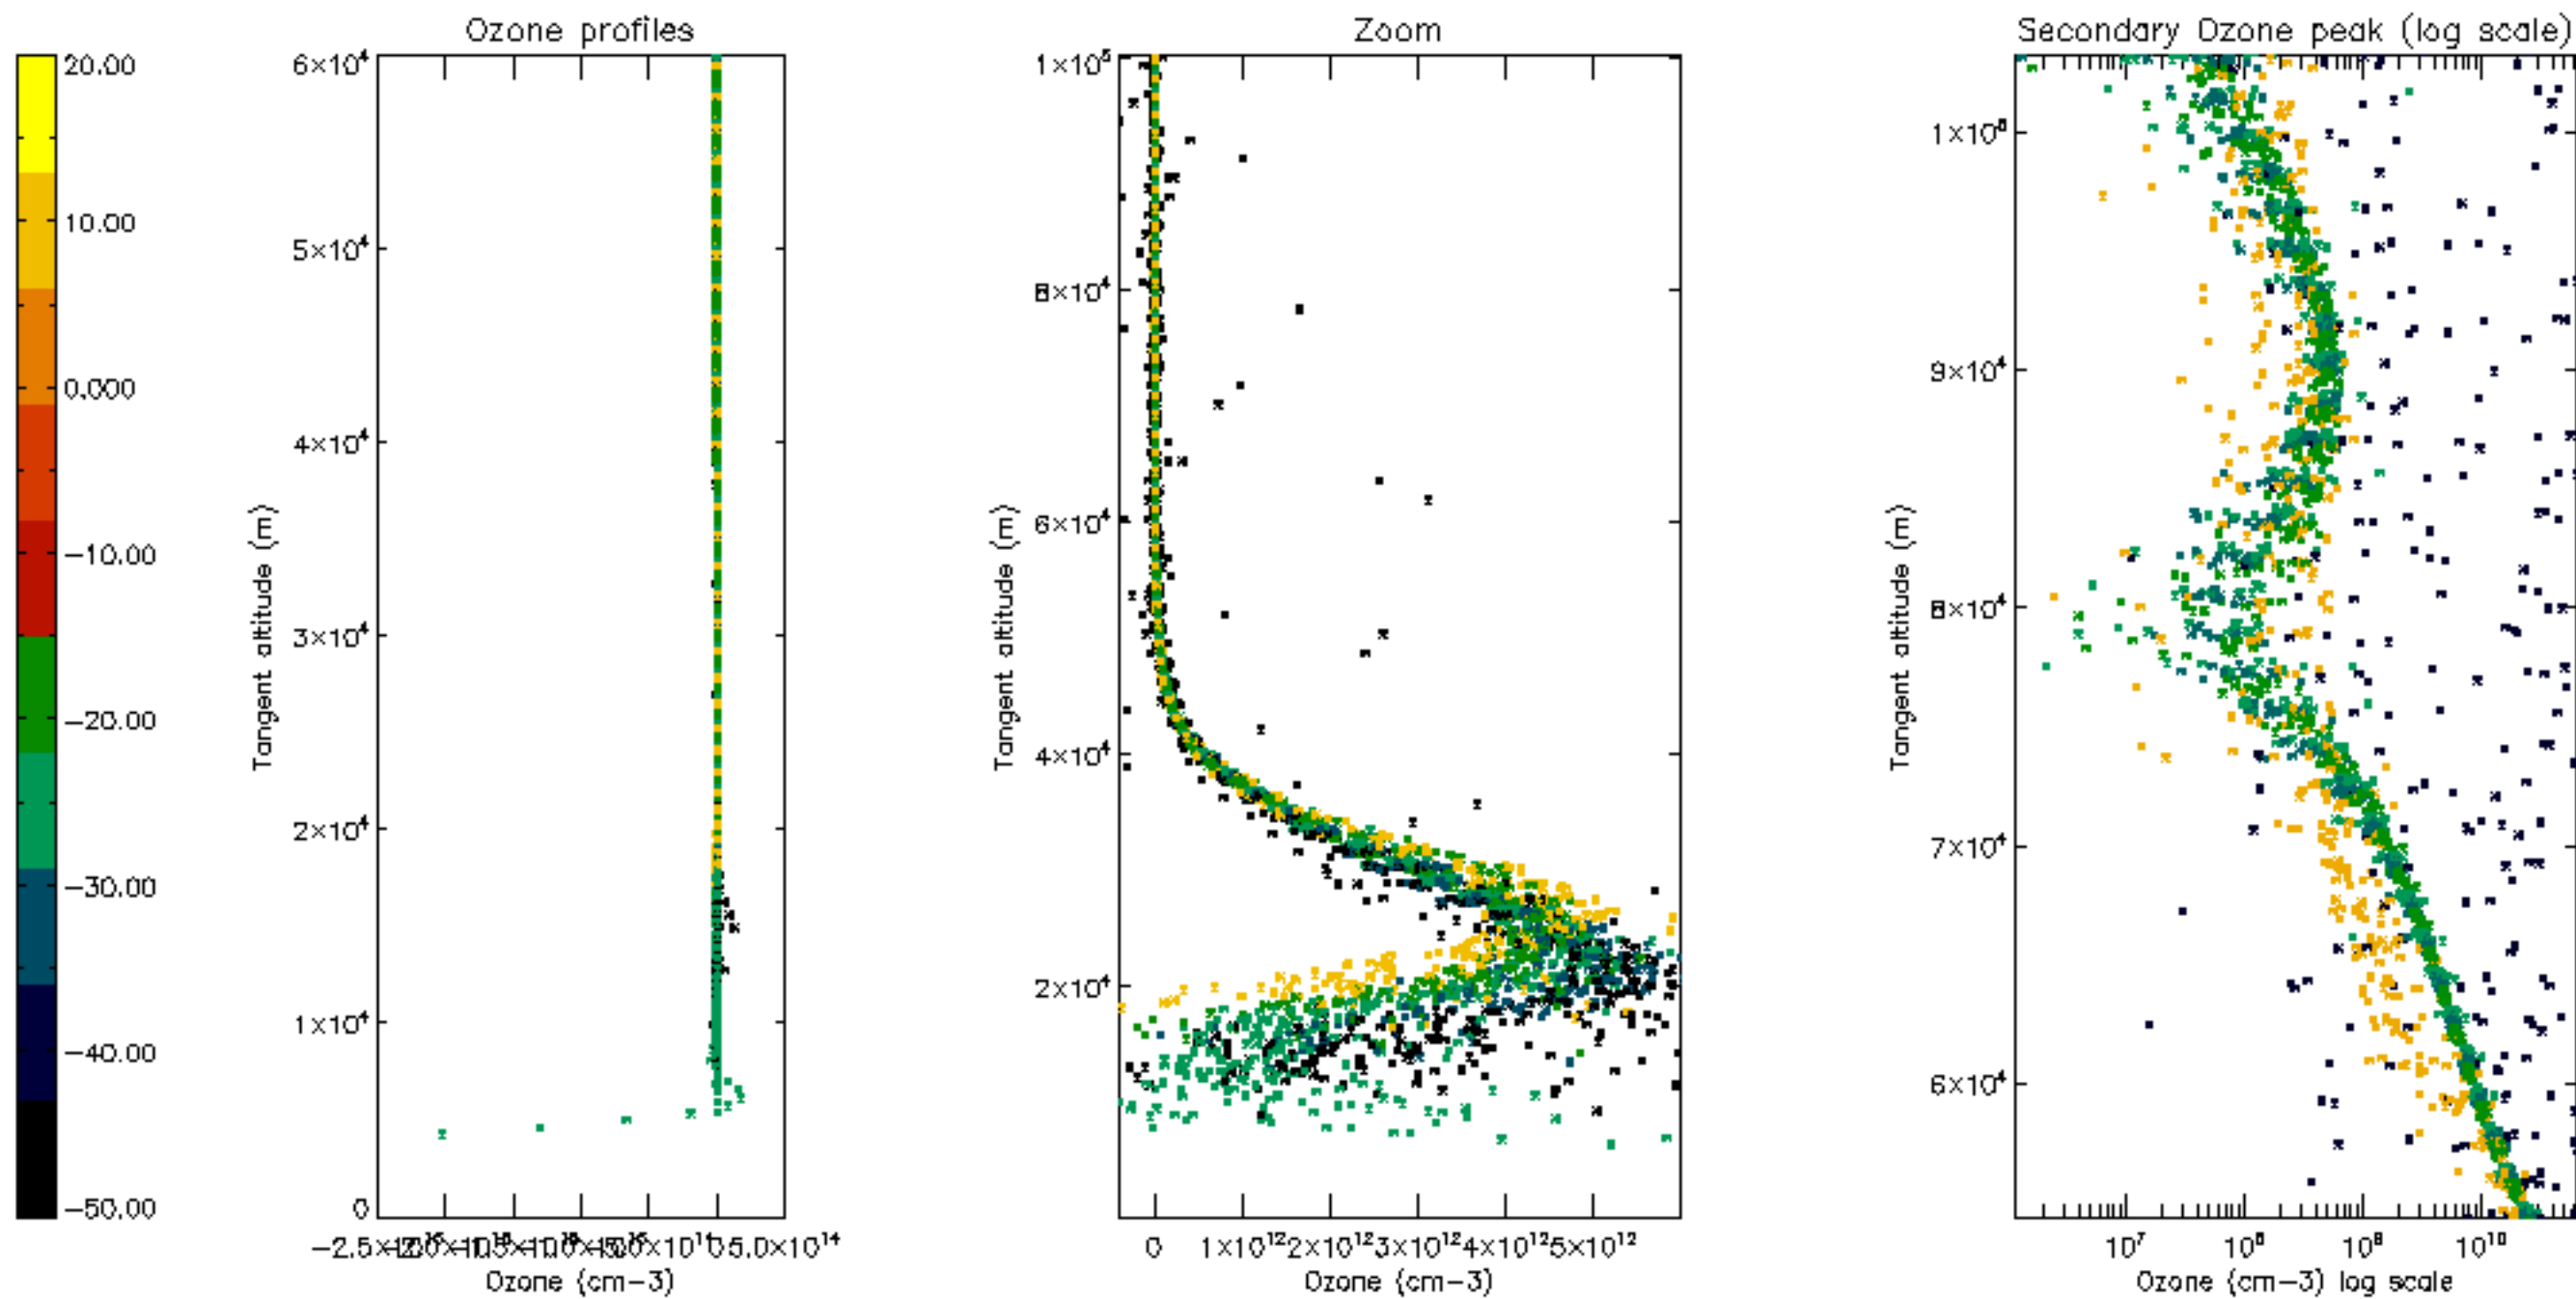 Ozone profiles
Zoom
Secondary Ozone peak (log scale)
20.00
10.00
0.000
−10.00
−20.00
−30.00
−40.00
−50.00
6×10⁴
5×10⁴
4×10⁴
3×10⁴
2×10⁴
1×10⁴
0
Tangent altitude (m)
5.0×10¹⁴
Ozone (cm−3)
1×10⁵
8×10⁴
6×10⁴
4×10⁴
2×10⁴
Tangent altitude (m)
0 1×10¹² 2×10¹² 3×10¹² 4×10¹² 5×10¹²
Ozone (cm−3)
9×10⁴
8×10⁴
7×10⁴
6×10⁴
Tangent altitude (m)
10⁷ 10⁸ 10⁹ 10¹⁰
Ozone (cm−3) log scale